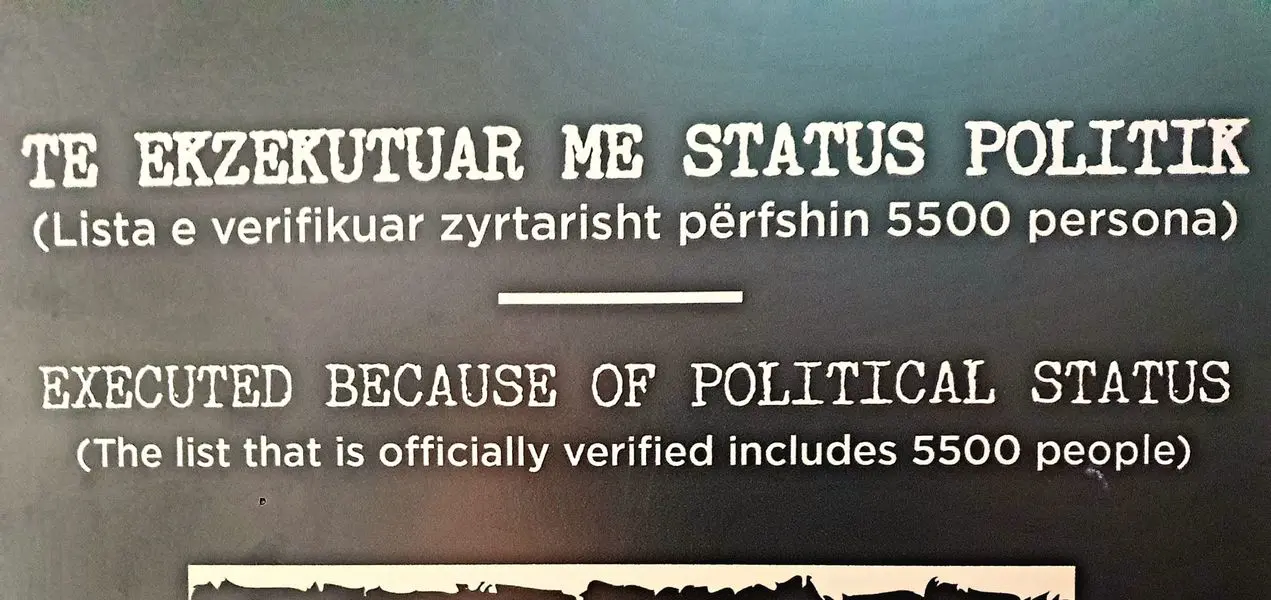 TE EKZEKUTUAR ME STATUS POLITIK
(Lista e verifikuar zyrtarisht përfshin 5500 persona)
EXECUTED BECAUSE OF POLITICAL STATUS
(The list that is officially verified includes 5500 people)